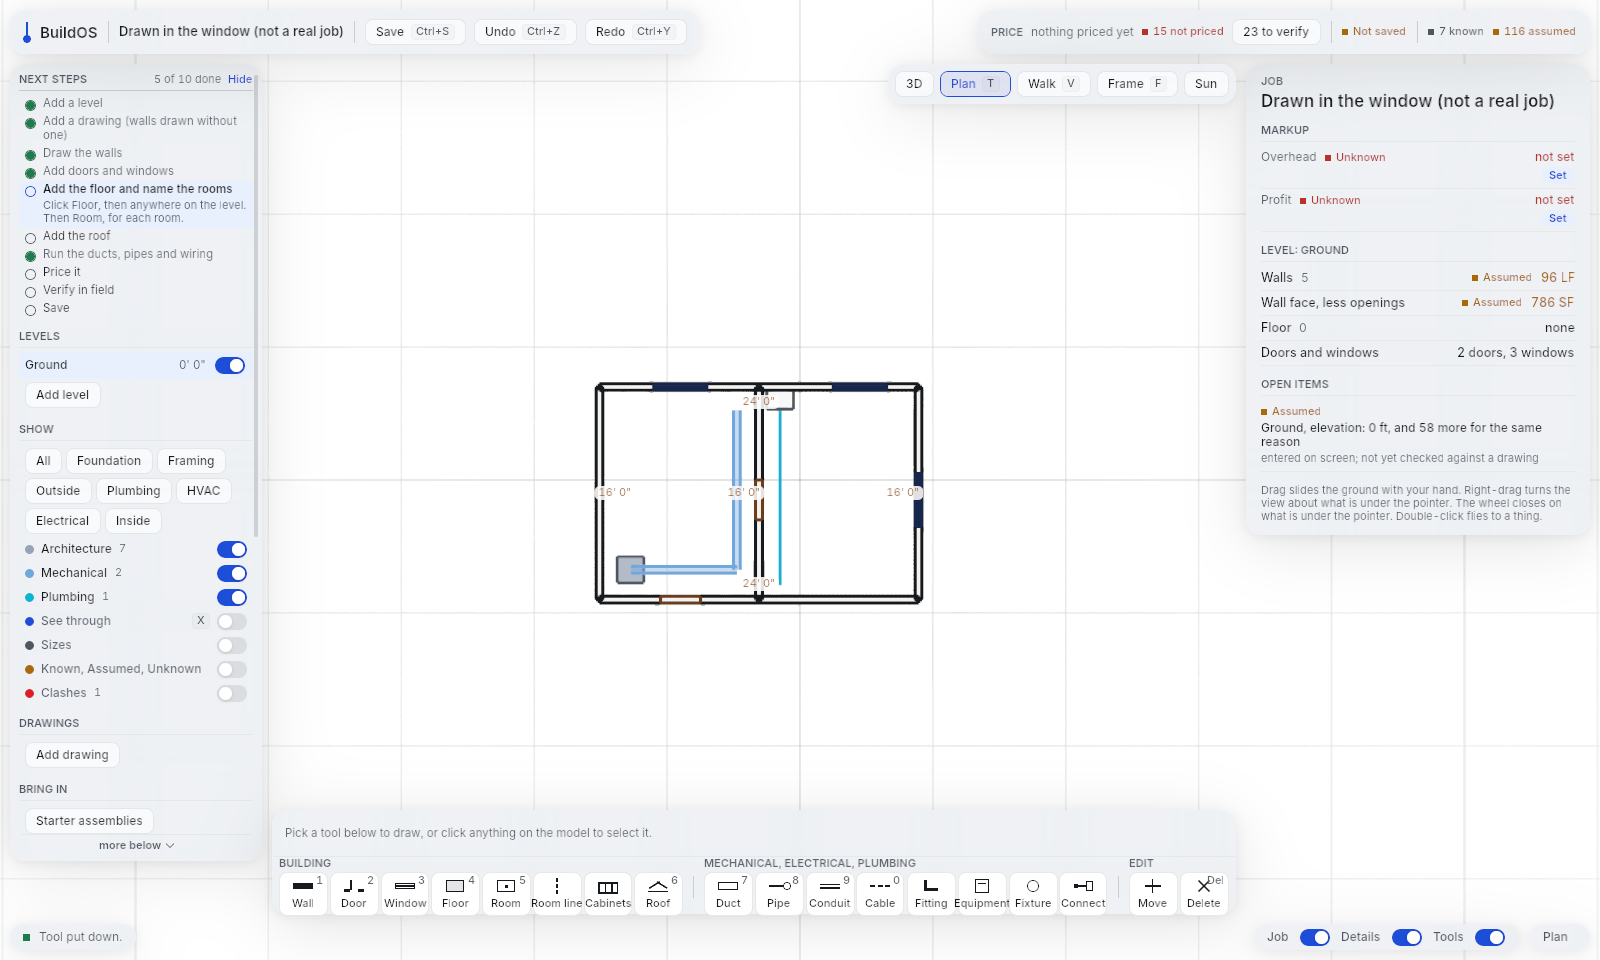 BuildOS
Drawn in the window (not a real job)
Save Ctrl+S
Undo Ctrl+Z
Redo Ctrl+Y
PRICE nothing priced yet 15 not priced 23 to verify Not saved 7 known 116 assumed
NEXT STEPS 5 of 10 done Hide
Add a level
Add a drawing (walls drawn without
one)
Draw the walls
Add doors and windows
Add the floor and name the rooms
Click Floor, then anywhere on the level.
Then Room, for each room.
Add the roof
Run the ducts, pipes and wiring
Price it
Verify in field
Save
LEVELS
Ground 0' 0"
Add level
SHOW
All Foundation Framing
Outside Plumbing HVAC
Electrical Inside
Architecture 7
Mechanical 2
Plumbing 1
See through X
Sizes
Known, Assumed, Unknown
Clashes 1
DRAWINGS
Add drawing
BRING IN
Starter assemblies
more below
3D Plan T Walk V Frame F Sun
24' 0"
16' 0" 16' 0" 16' 0"
24' 0"
JOB
Drawn in the window (not a real job)
MARKUP
Overhead Unknown not set
Set
Profit Unknown not set
Set
LEVEL: GROUND
Walls 5 Assumed 96 LF
Wall face, less openings Assumed 786 SF
Floor 0 none
Doors and windows 2 doors, 3 windows
OPEN ITEMS
Assumed
Ground, elevation: 0 ft, and 58 more for the same
reason
entered on screen; not yet checked against a drawing
Drag slides the ground with your hand. Right-drag turns the
view about what is under the pointer. The wheel closes on
what is under the pointer. Double-click flies to a thing.
Pick a tool below to draw, or click anything on the model to select it.
BUILDING MECHANICAL, ELECTRICAL, PLUMBING EDIT
1 2 3 4 5 6 7 8 9 0 Del
Wall Door Window Floor Room Room line Cabinets Roof Duct Pipe Conduit Cable Fitting Equipment Fixture Connect Move Delete
Tool put down.
Job Details Tools Plan